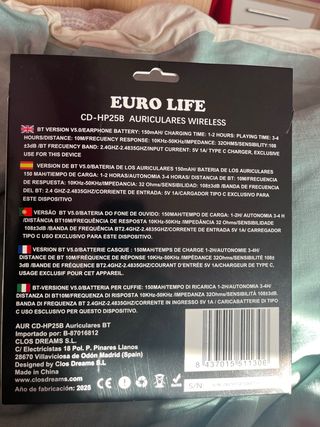 EURO LIFE
CD-HP25B AURICULARES WIRELESS
BT VERSION V5.0/EARPHONE BATTERY: 150mAH/ CHARGING TIME: 1-2 HOURS/ PLAYING TIME: 3-4
HOURS/DISTANCE: 10M/FREQUENCY RESPONSE: 10KHz-50KHz/IMPEDANCE: 32OHMS/SENSIBILITY:108
±3dB /BT FRECUENCY BAND: 2.4GHZ-2.4835GHZ/INPUT CURRENT: 5V 1A/ TYPE C CHARGER, EXCLUSIVE
USE FOR THIS DEVICE
BT VERSION V5.0/BATERIA DE LOS AURICULARES 150mAH BATERIA DE LOS AURICULARES
150 MAH/TIEMPO DE CARGA: 1-2 HORAS/AUTONOMIA 3-4 HORAS/ DISTANCIA DE BT: 10M/FRECUENCIA
DE RESPUESTA: 10KHz-50KHz/IMPEDANCIA: 32 Ohms/SENSIBILIDAD: 108±3dB /BANDA DE FRECUENCIA
DEL BT: 2.4 GHZ-2.4835GHZ/CORRIENTE DE ENTRADA: 5V 1A/ CARGADOR TIPO C USO EXCLUSIVO
PARA ESTE DISPOSITIVO
VERSÃO BT V5.0/BATERIA DO FONE DE OUVIDO: 150MAH/TEMPO DE CARGA: 1-2H/ AUTONOMIA 3-4 H
/DISTÂNCIA BT 10M/FREQUÊNCIA DE RESPOSTA 10KHz-50KHz/IMPEDÂNCIA 32 Ohms/SENSIBILIDADE
108±3dB /BANDA DE FREQUÊNCIA BT2.4GHZ-2.4835GHZ/CORRENTE DE ENTRADA 5V 1A/CARREGADOR
TIPO C USO EXCLUSIVO PARA ESTE DISPOSITIVO.
VERSION BT V5.0/BATTERIE CASQUE : 150MAH/TEMPS DE CHARGE 1-2H/AUTONOMIE 3-4H/
DISTANCE DE BT 10M/FRÉQUENCE DE RÉPONSE 10KHz-50KHz/IMPÉDANCE 32Ohms/SENSIBILITÉ
108±3dB/BANDE DE FRÉQUENCE BT2.4GHZ-2.4835GHZ/COURANT D'ENTRÉE 5V 1A/CHARGEUR DE TYPE C,
USAGE EXCLUSIF POUR CET APPAREIL.
BT-VERSIONE V5.0/BATTERIA PER CUFFIE: 150MAH/TEMPO DI RICARICA 1-2H/AUTONOMIA 3-4H/
DISTANZA DI BT10M/FREQUENZA DI RISPOSTA 10KHz-50KHz/IMPEDENZA 32OHMS/SENSIBILITÀ 108±3dB
/BANDA DI FREQUENZA BT 2.4GHZ-2.4835GHZ/CORRENTE IN INGRESSO 5V 1A / CARICABATTERIE DI TIPO
C USO ESCLUSIVO PER QUESTO DISPOSITIVO.
AUR CD-HP25B Auriculares BT
Importado por: B-87016812
CLOS DREAMS S.L.
C/ Electricistas 18 Pol. P. Pinares Llanos
28670 Villaviciosa de Odón Madrid (Spain)
Designed by Clos Dreams S.L.
Made in China
www.closdreams.com
Año de fabricación: 2025
8 437015 511306
S/N: